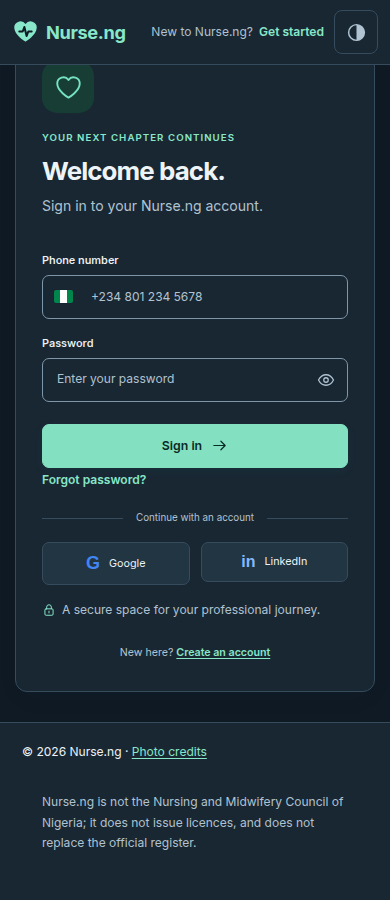 Nurse.ng
New to Nurse.ng? Get started
YOUR NEXT CHAPTER CONTINUES
Welcome back.
Sign in to your Nurse.ng account.
Phone number
+234 801 234 5678
Password
Enter your password
Sign in
Forgot password?
Continue with an account
G Google
in LinkedIn
A secure space for your professional journey.
New here? Create an account
© 2026 Nurse.ng · Photo credits
Nurse.ng is not the Nursing and Midwifery Council of
Nigeria; it does not issue licences, and does not
replace the official register.